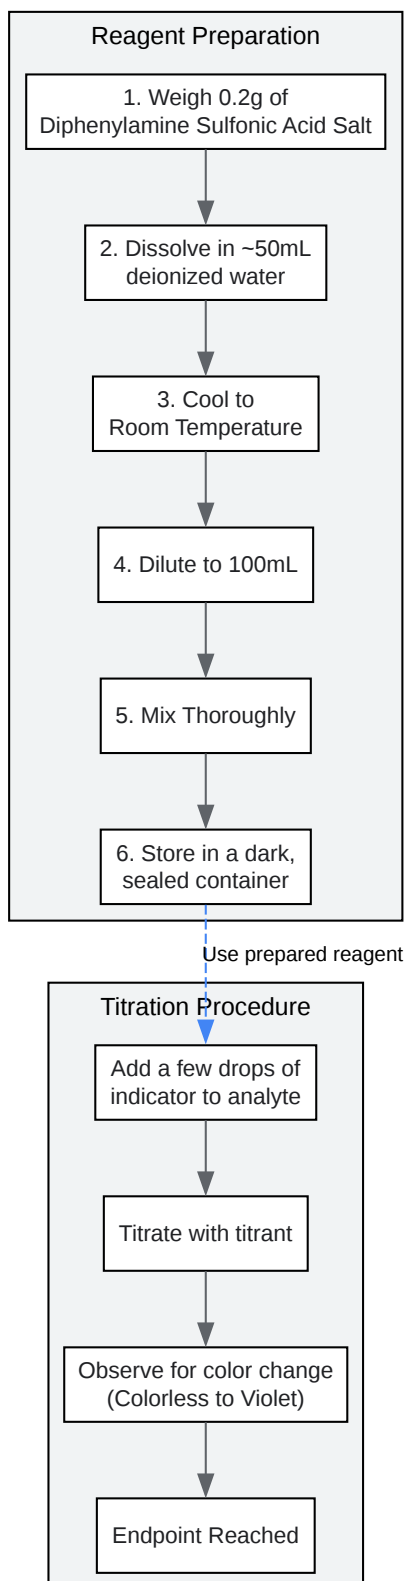 Reagent Preparation
1. Weigh 0.2g of
Diphenylamine Sulfonic Acid Salt
2. Dissolve in ~50mL
deionized water
3. Cool to
Room Temperature
4. Dilute to 100mL
5. Mix Thoroughly
6. Store in a dark,
sealed container
Use prepared reagent
Titration Procedure
Add a few drops of
indicator to analyte
Titrate with titrant
Observe for color change
(Colorless to Violet)
Endpoint Reached